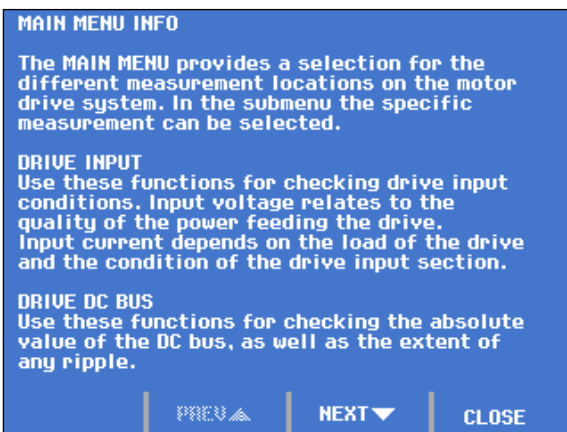 MAIN MENU INFO
The MAIN MENU provides a selection for the
different measurement locations on the motor
drive system. In the submenu the specific
measurement can be selected.
DRIVE INPUT
Use these functions for checking drive input
conditions. Input voltage relates to the
quality of the power feeding the drive.
Input current depends on the load of the drive
and the condition of the drive input section.
DRIVE DC BUS
Use these functions for checking the absolute
value of the DC bus, as well as the extent of
any ripple.
PREV▲ NEXT▼ CLOSE